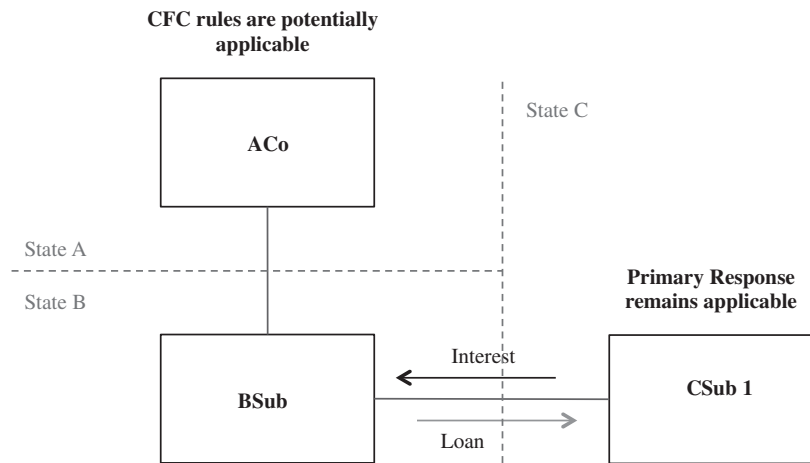 CFC rules are potentially
applicable
State C
ACo
State A
Primary Response
remains applicable
State B
Interest
BSub
CSub 1
Loan